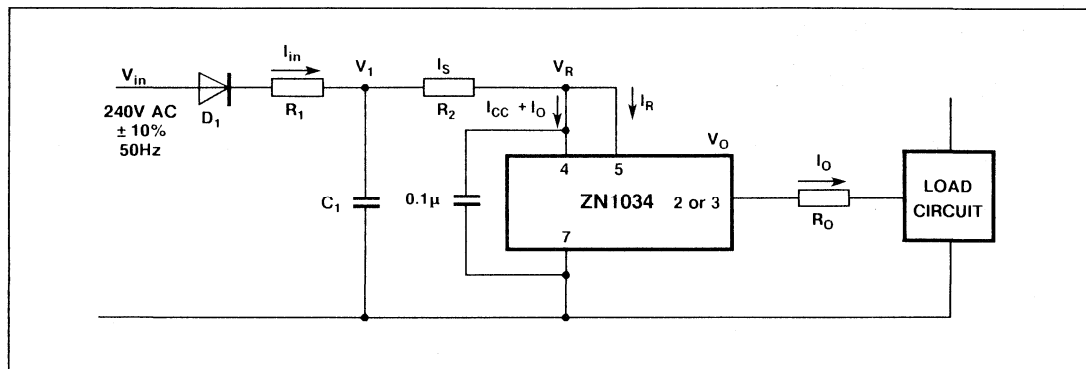 V_in
240V AC
± 10%
50Hz
D_1
I_in
R_1
V_1
C_1
I_S
R_2
V_R
I_CC + I_O
I_R
0.1µ
4
5
ZN1034
2 or 3
7
V_O
I_O
R_O
LOAD
CIRCUIT